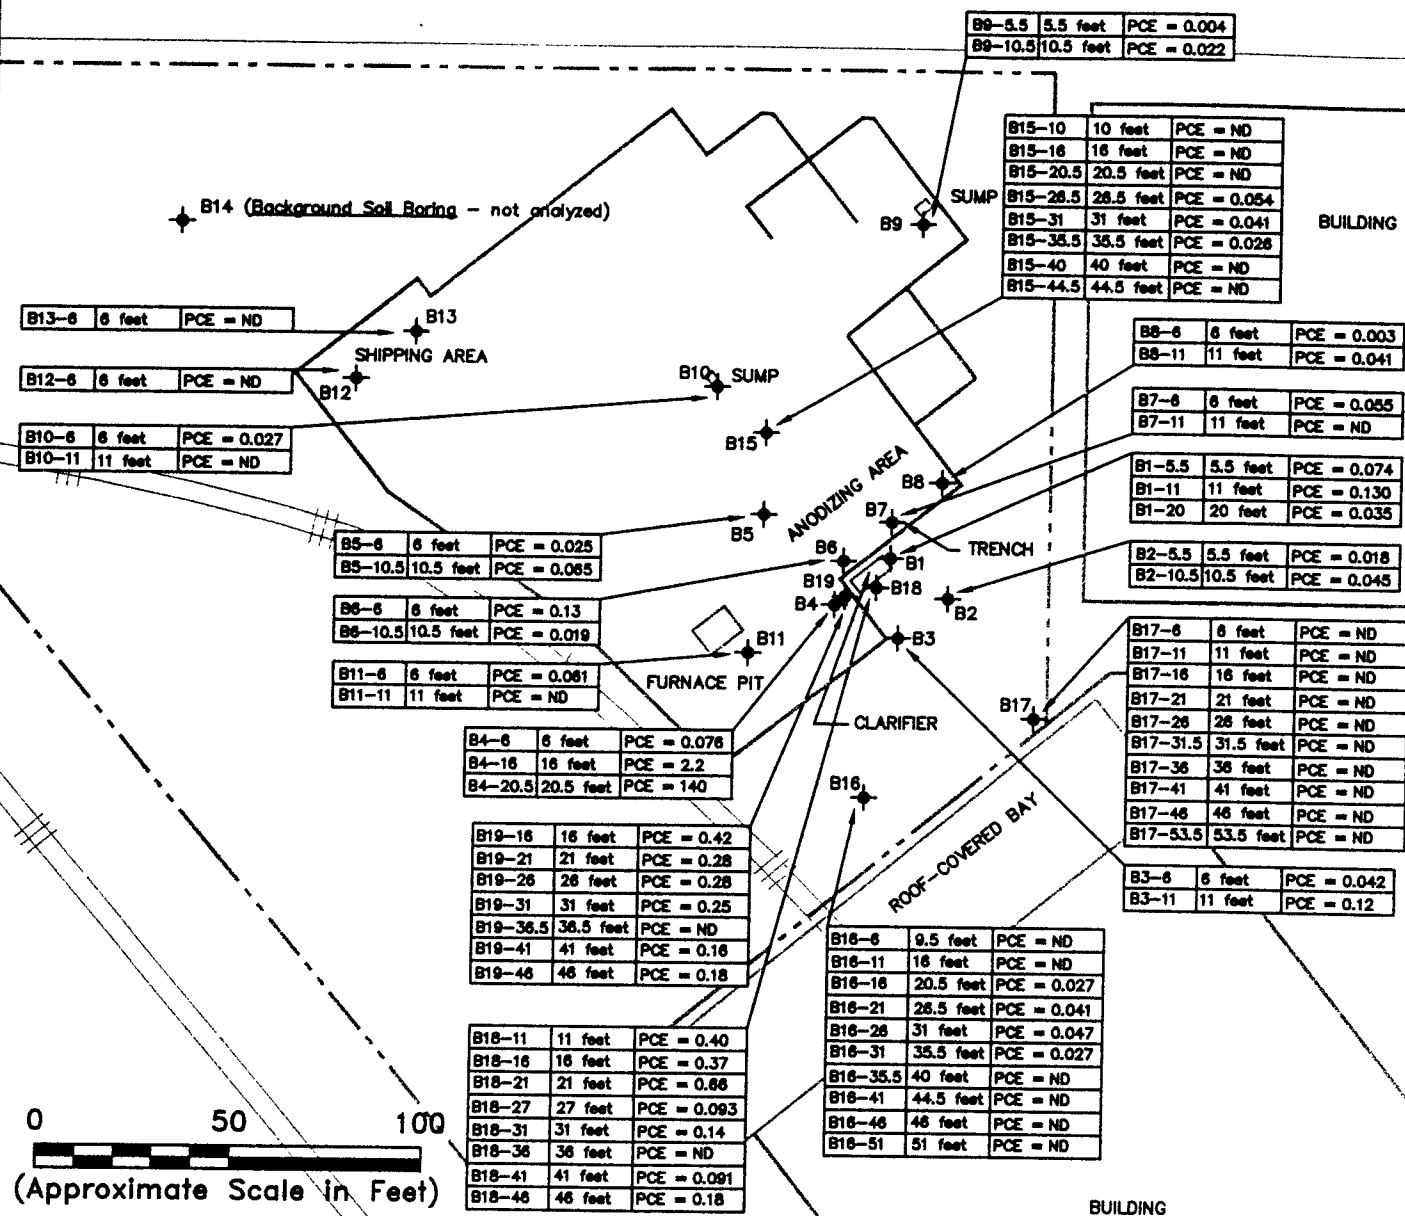 B9-5.5 5.5 feet PCE = 0.004
B9-10.5 10.5 feet PCE = 0.022
B15-10 10 feet PCE = ND
B15-16 16 feet PCE = ND
B15-20.5 20.5 feet PCE = ND
B15-26.5 26.5 feet PCE = 0.054
B15-31 31 feet PCE = 0.041
B15-35.5 35.5 feet PCE = 0.026
B15-40 40 feet PCE = ND
B15-44.5 44.5 feet PCE = ND
SUMP
B9
BUILDING
B14 (Background Soil Boring - not analyzed)
B13-6 6 feet PCE = ND
B13
SHIPPING AREA
B12-6 6 feet PCE = ND
B12
B10 SUMP
B10-6 6 feet PCE = 0.027
B10-11 11 feet PCE = ND
B15
B8-6 6 feet PCE = 0.003
B8-11 11 feet PCE = 0.041
B7-6 6 feet PCE = 0.055
B7-11 11 feet PCE = ND
B1-5.5 5.5 feet PCE = 0.074
B1-11 11 feet PCE = 0.130
B1-20 20 feet PCE = 0.035
B2-5.5 5.5 feet PCE = 0.018
B2-10.5 10.5 feet PCE = 0.045
ANODIZING AREA
B8
B7
B5
TRENCH
B6
B1
B19
B18
B4
B2
B3
B5-6 6 feet PCE = 0.025
B5-10.5 10.5 feet PCE = 0.065
B6-6 6 feet PCE = 0.13
B6-10.5 10.5 feet PCE = 0.019
B11-6 6 feet PCE = 0.061
B11-11 11 feet PCE = ND
B11
FURNACE PIT
CLARIFIER
B17
B17-6 6 feet PCE = ND
B17-11 11 feet PCE = ND
B17-16 16 feet PCE = ND
B17-21 21 feet PCE = ND
B17-26 26 feet PCE = ND
B17-31.5 31.5 feet PCE = ND
B17-36 36 feet PCE = ND
B17-41 41 feet PCE = ND
B17-46 46 feet PCE = ND
B17-53.5 53.5 feet PCE = ND
B4-6 6 feet PCE = 0.076
B4-16 16 feet PCE = 2.2
B4-20.5 20.5 feet PCE = 140
B16
ROOF-COVERED BAY
B3-6 6 feet PCE = 0.042
B3-11 11 feet PCE = 0.12
B19-16 16 feet PCE = 0.42
B19-21 21 feet PCE = 0.28
B19-26 26 feet PCE = 0.28
B19-31 31 feet PCE = 0.25
B19-36.5 36.5 feet PCE = ND
B19-41 41 feet PCE = 0.16
B19-46 46 feet PCE = 0.18
B16-6 9.5 feet PCE = ND
B16-11 16 feet PCE = ND
B16-16 20.5 feet PCE = 0.027
B16-21 26.5 feet PCE = 0.041
B16-26 31 feet PCE = 0.047
B16-31 35.5 feet PCE = 0.027
B16-35.5 40 feet PCE = ND
B16-41 44.5 feet PCE = ND
B16-46 46 feet PCE = ND
B16-51 51 feet PCE = ND
B18-11 11 feet PCE = 0.40
B18-16 16 feet PCE = 0.37
B18-21 21 feet PCE = 0.66
B18-27 27 feet PCE = 0.093
B18-31 31 feet PCE = 0.14
B18-36 36 feet PCE = ND
B18-41 41 feet PCE = 0.091
B18-46 46 feet PCE = 0.18
0 50 100
(Approximate Scale in Feet)
BUILDING